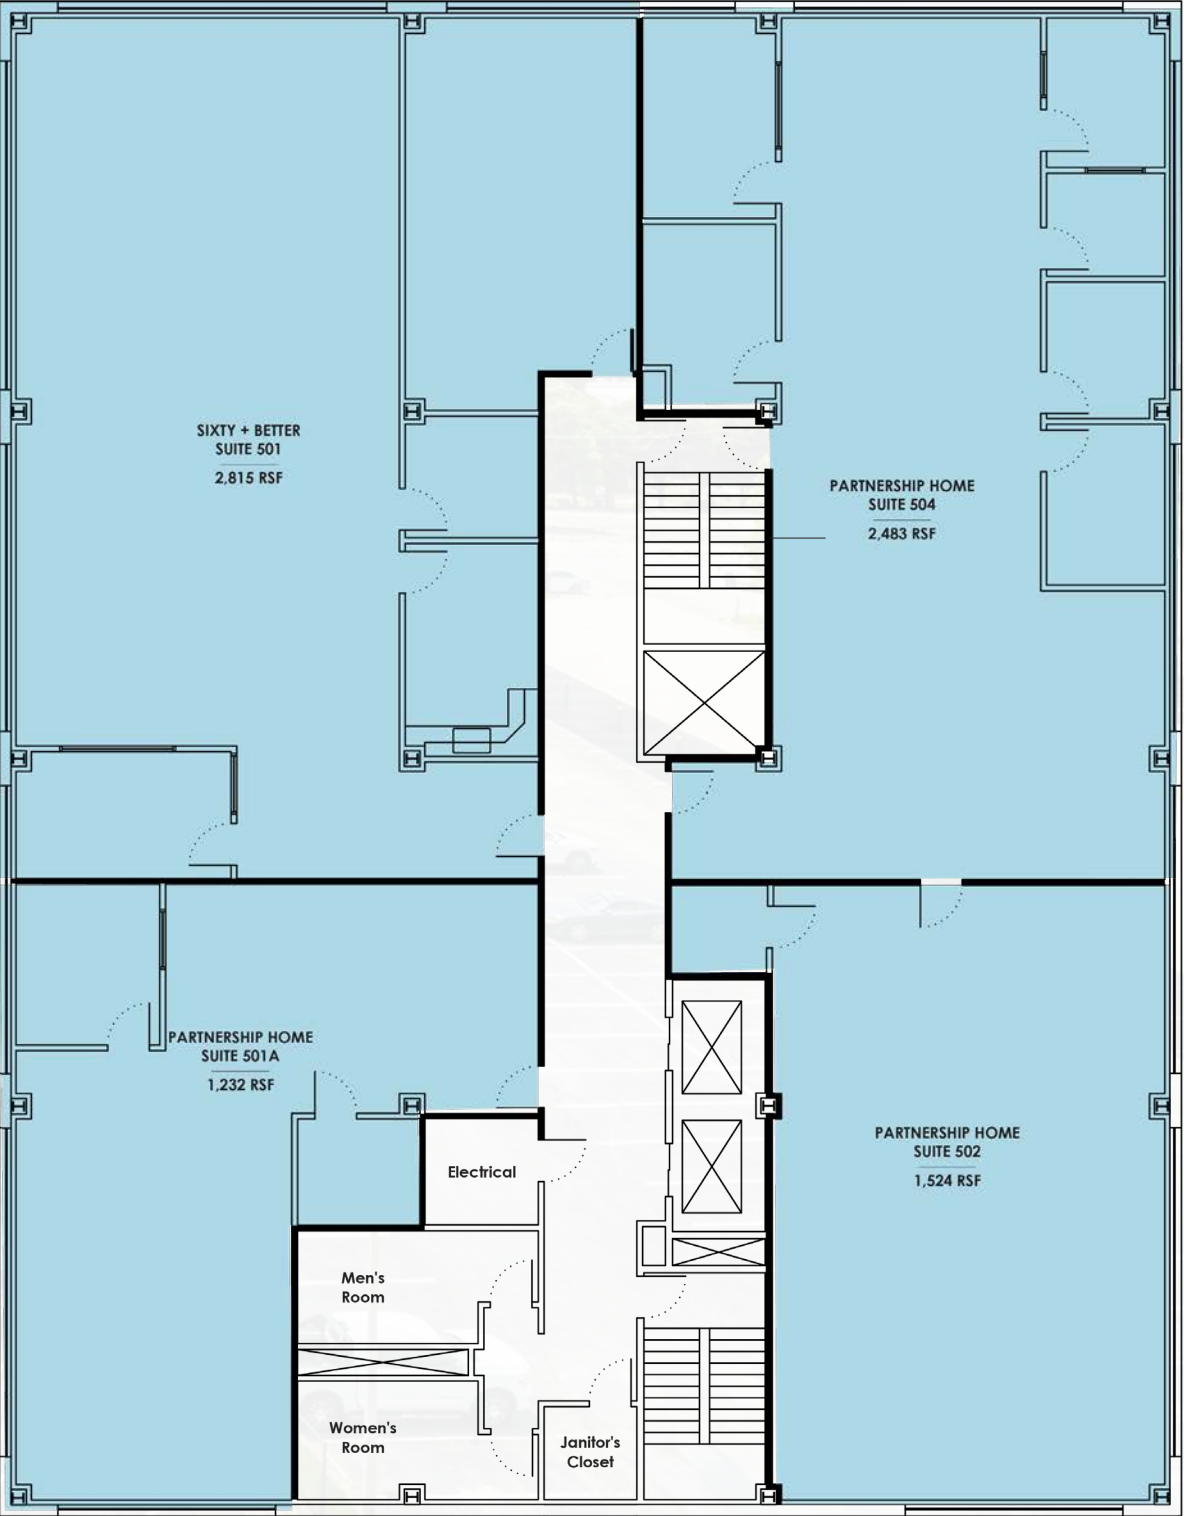 SIXTY + BETTER
SUITE 501
2,815 RSF
PARTNERSHIP HOME
SUITE 504
2,483 RSF
PARTNERSHIP HOME
SUITE 501A
1,232 RSF
PARTNERSHIP HOME
SUITE 502
1,524 RSF
Electrical
Men's
Room
Women's
Room
Janitor's
Closet